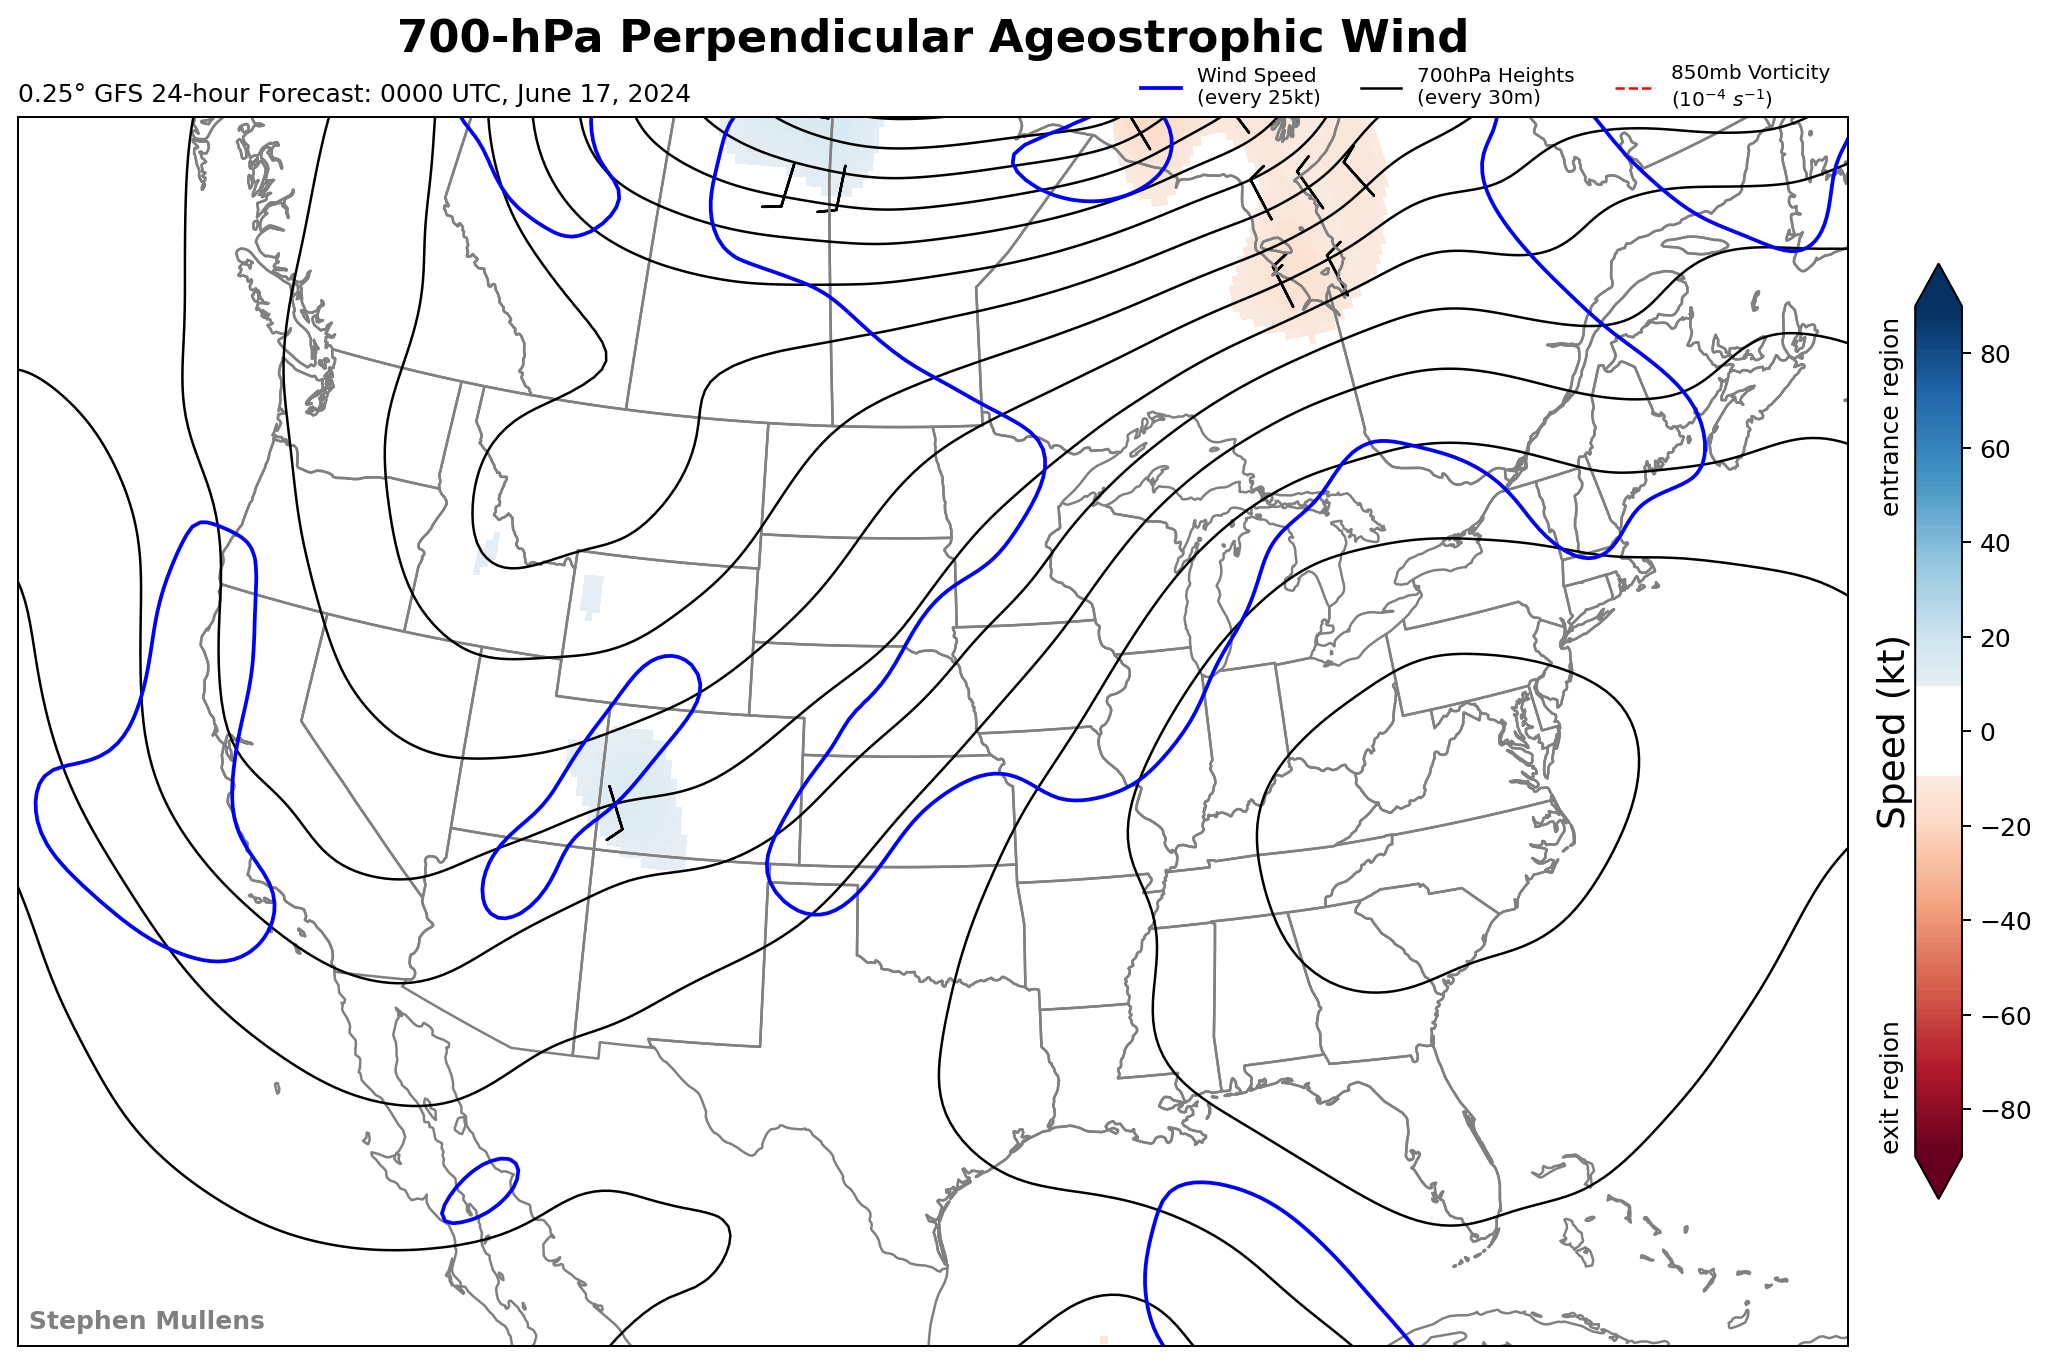 700-hPa Perpendicular Ageostrophic Wind
0.25° GFS 24-hour Forecast: 0000 UTC, June 17, 2024
Wind Speed
(every 25kt)
700hPa Heights
(every 30m)
850mb Vorticity
(10⁻⁴ s⁻¹)
entrance region
Speed (kt)
exit region
80
60
40
20
0
−20
−40
−60
−80
Stephen Mullens